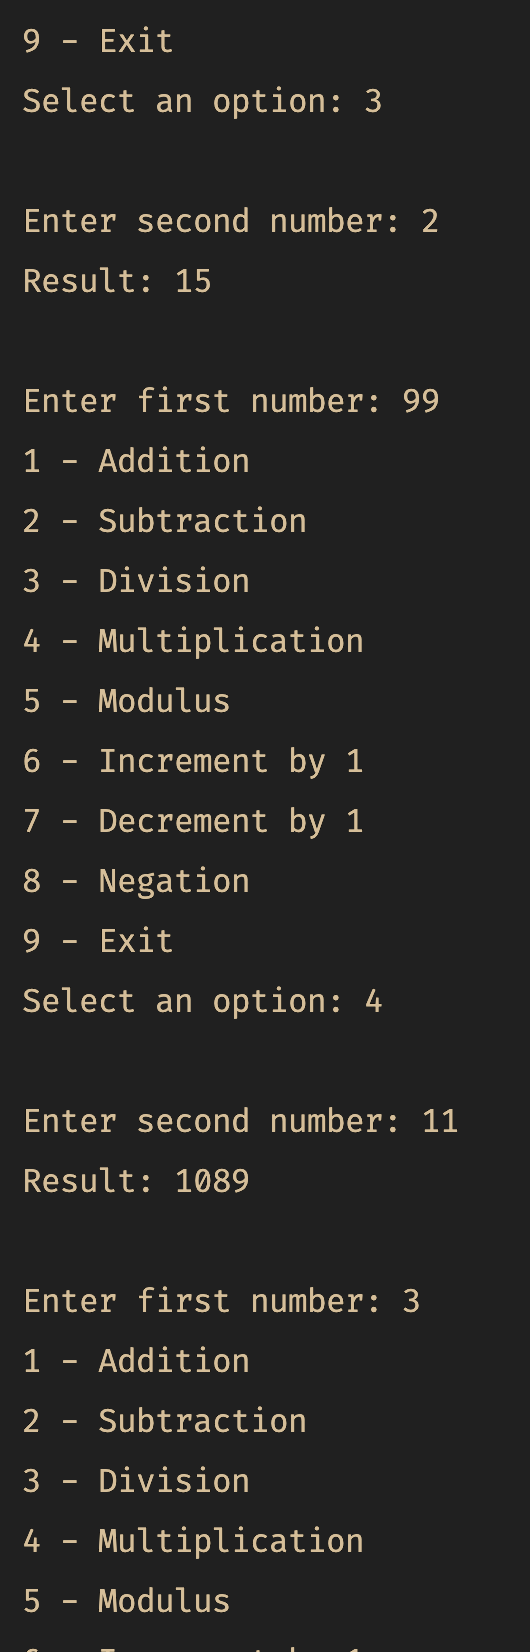 9 - Exit
Select an option: 3
Enter second number: 2
Result: 15
Enter first number: 99
1 - Addition
2 - Subtraction
3 - Division
4 - Multiplication
5 - Modulus
6 - Increment by 1
7 - Decrement by 1
8 - Negation
9 - Exit
Select an option: 4
Enter second number: 11
Result: 1089
Enter first number: 3
1 - Addition
2 - Subtraction
3 - Division
4 - Multiplication
5 - Modulus